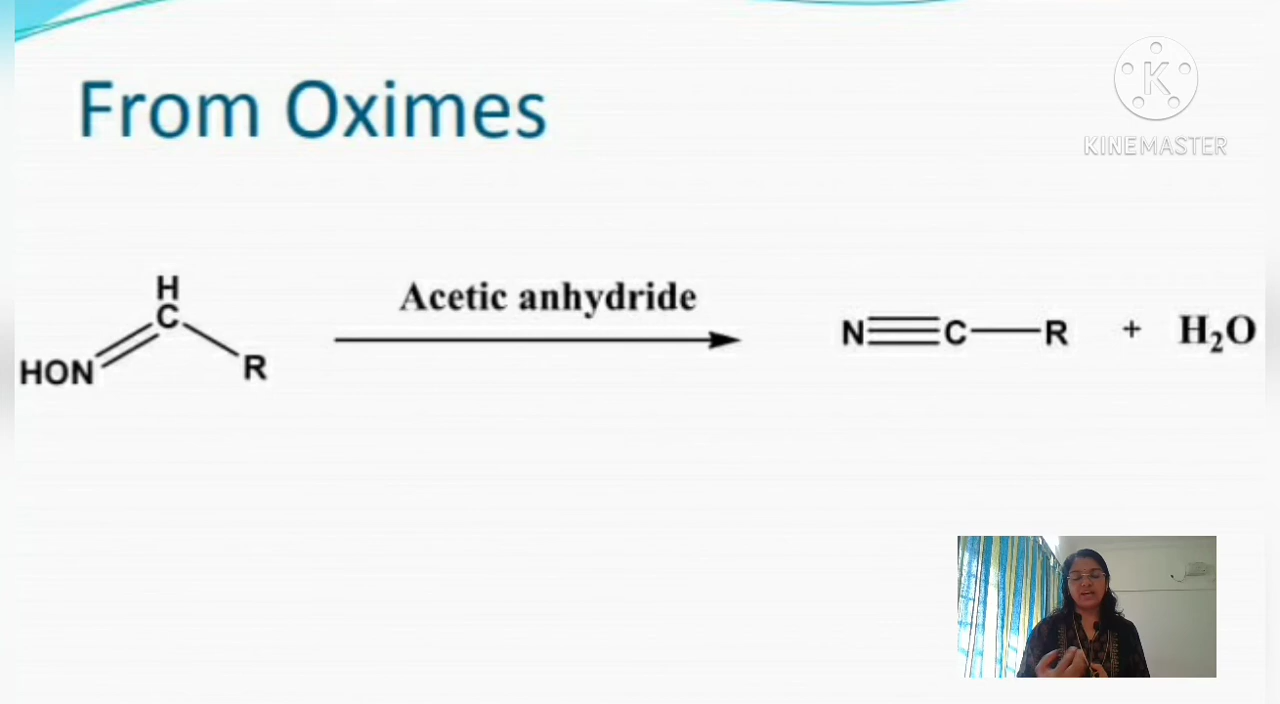 From Oximes
K
KINEMASTER
H
C
HON
R
Acetic anhydride
N≡C—R + H₂O